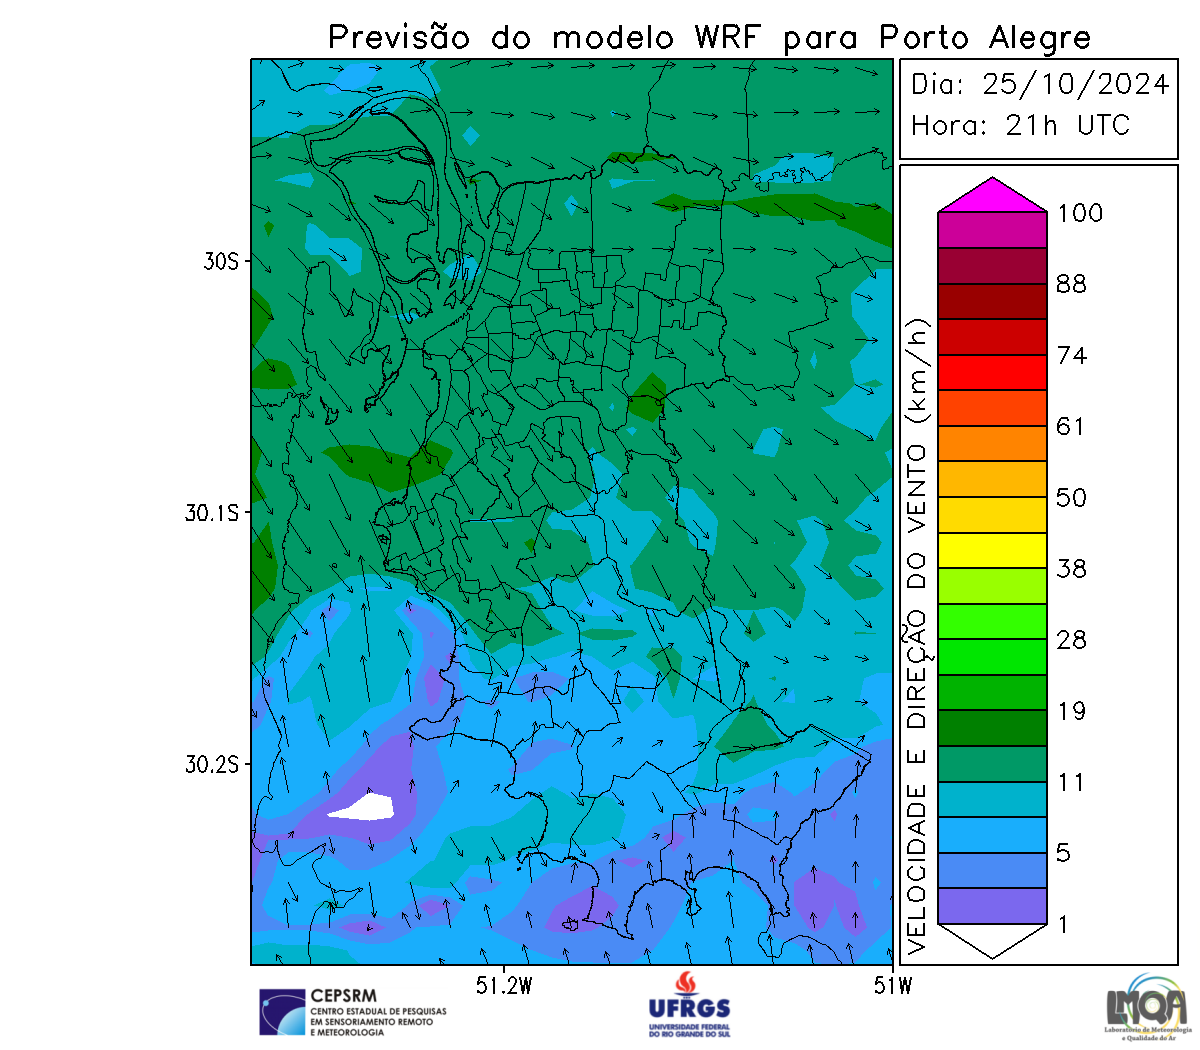 Previsão do modelo WRF para Porto Alegre
Dia: 25/10/2024
Hora: 21h UTC
30S
30.1S
30.2S
51.2W
51W
VELOCIDADE E DIREÇÃO DO VENTO (km/h)
100
88
74
61
50
38
28
19
11
5
1
CEPSRM
CENTRO ESTADUAL DE PESQUISAS
EM SENSORIAMENTO REMOTO
E METEOROLOGIA
UFRGS
UNIVERSIDADE FEDERAL
DO RIO GRANDE DO SUL
LMQA
Laboratório de Meteorologia
e Qualidade do Ar